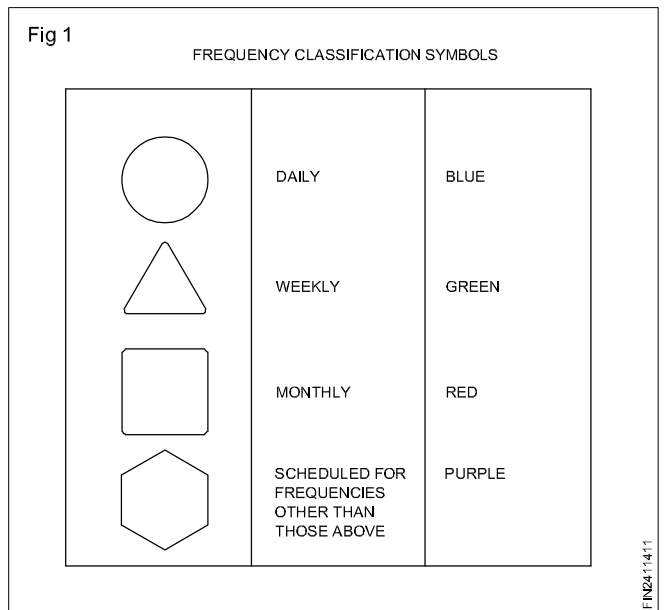 Fig 1
FREQUENCY CLASSIFICATION SYMBOLS
DAILY
BLUE
WEEKLY
GREEN
MONTHLY
RED
SCHEDULED FOR
FREQUENCIES
OTHER THAN
THOSE ABOVE
PURPLE
FIN2411411